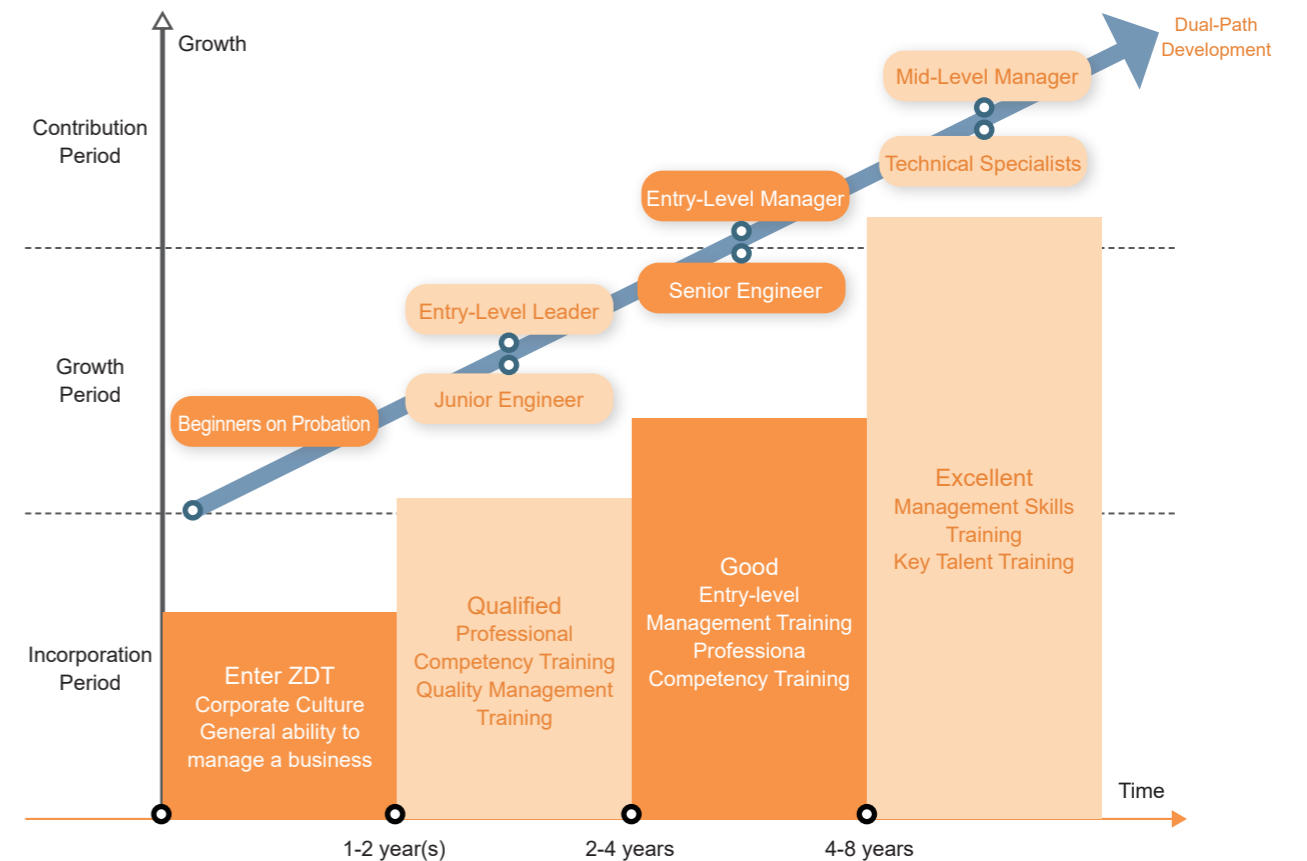 Growth
Dual-Path
Development
Contribution
Period
Mid-Level Manager
Technical Specialists
Entry-Level Manager
Senior Engineer
Growth
Period
Entry-Level Leader
Junior Engineer
Beginners on Probation
Incorporation
Period
Enter ZDT
Corporate Culture
General ability to
manage a business
Qualified
Professional
Competency Training
Quality Management
Training
Good
Entry-level
Management Training
Professiona
Competency Training
Excellent
Management Skills
Training
Key Talent Training
Time
1-2 year(s)
2-4 years
4-8 years